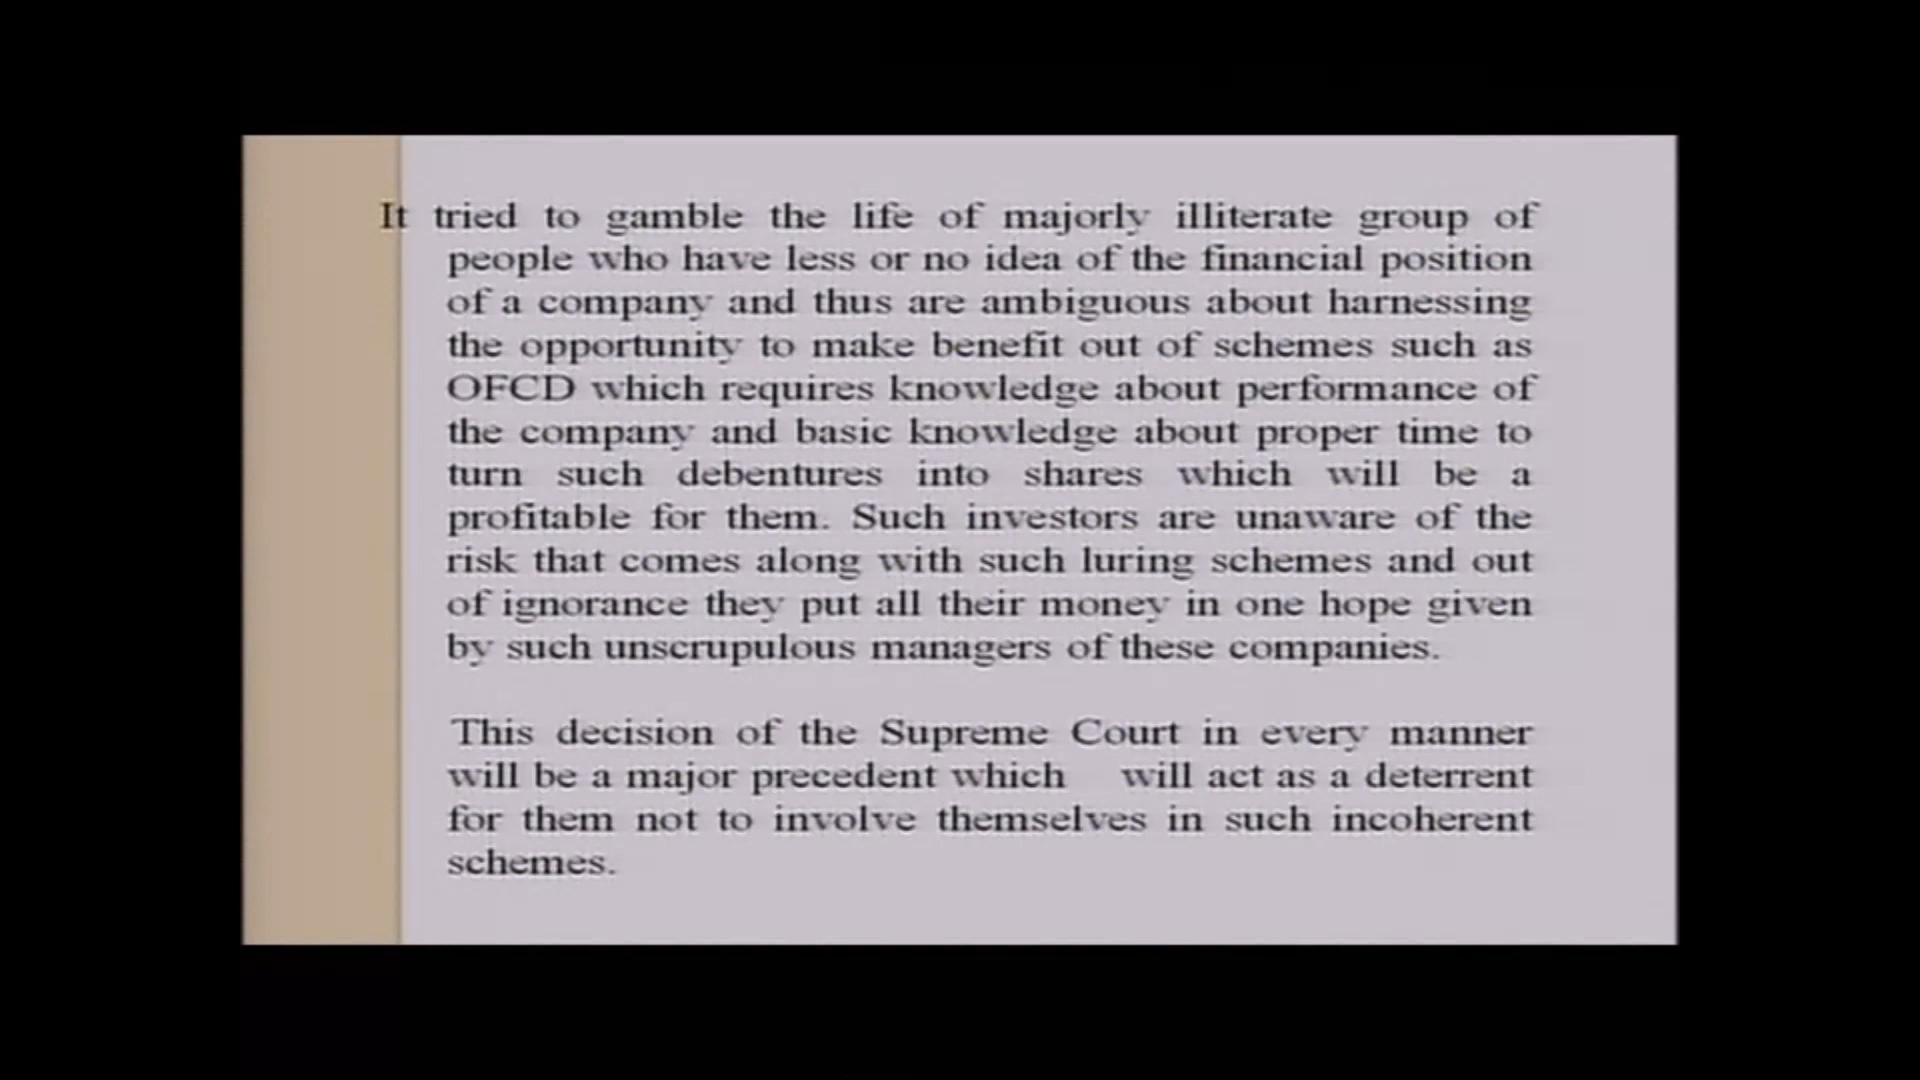 It tried to gamble the life of majorly illiterate group of
people who have less or no idea of the financial position
of a company and thus are ambiguous about harnessing
the opportunity to make benefit out of schemes such as
OFCD which requires knowledge about performance of
the company and basic knowledge about proper time to
turn such debentures into shares which will be a
profitable for them. Such investors are unaware of the
risk that comes along with such luring schemes and out
of ignorance they put all their money in one hope given
by such unscrupulous managers of these companies.
This decision of the Supreme Court in every manner
will be a major precedent which will act as a deterrent
for them not to involve themselves in such incoherent
schemes.